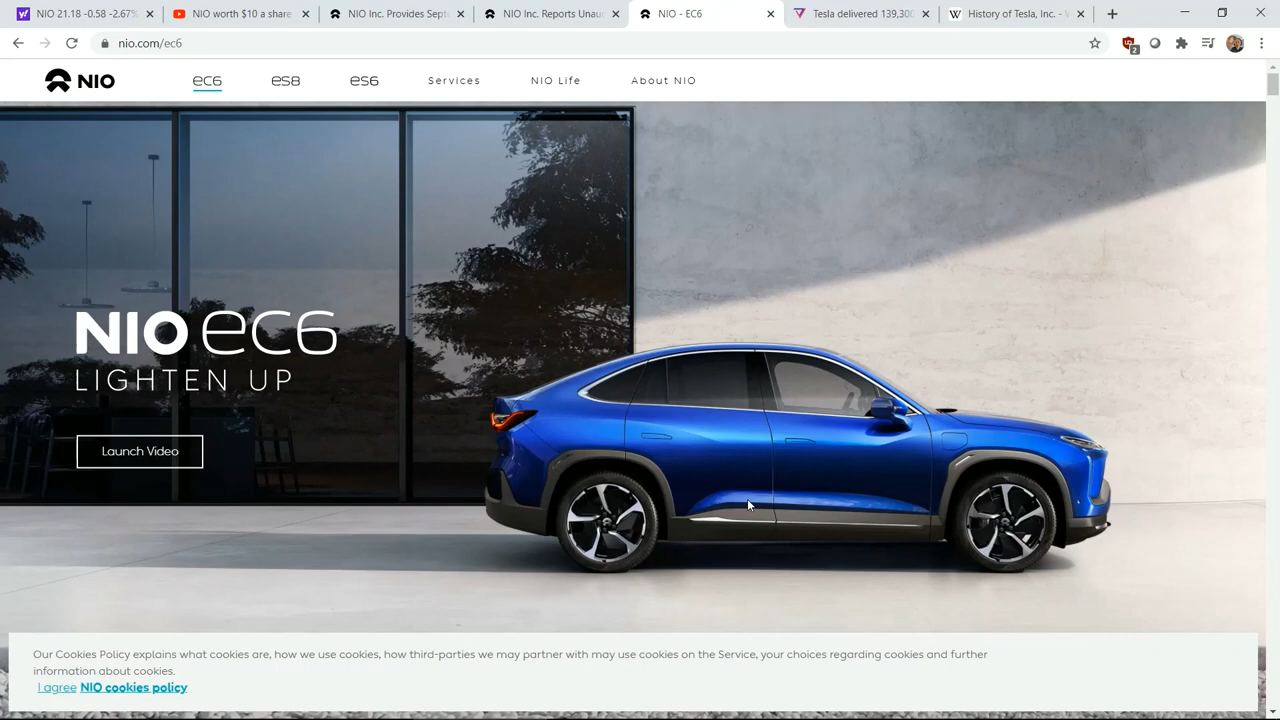 NIO 21.18 -0.58 -2.67%
NIO worth $10 a share
NIO Inc. Provides Sept
NIO Inc. Reports Unau
NIO - EC6
Tesla delivered 139,300
History of Tesla, Inc. - W
nio.com/ec6
2
NIO
ec6
es8
es6
Services
NIO Life
About NIO
NIO ec6
LIGHTEN UP
Launch Video
Our Cookies Policy explains what cookies are, how we use cookies, how third-parties we may partner with may use cookies on the Service, your choices regarding cookies and further
information about cookies.
I agree NIO cookies policy